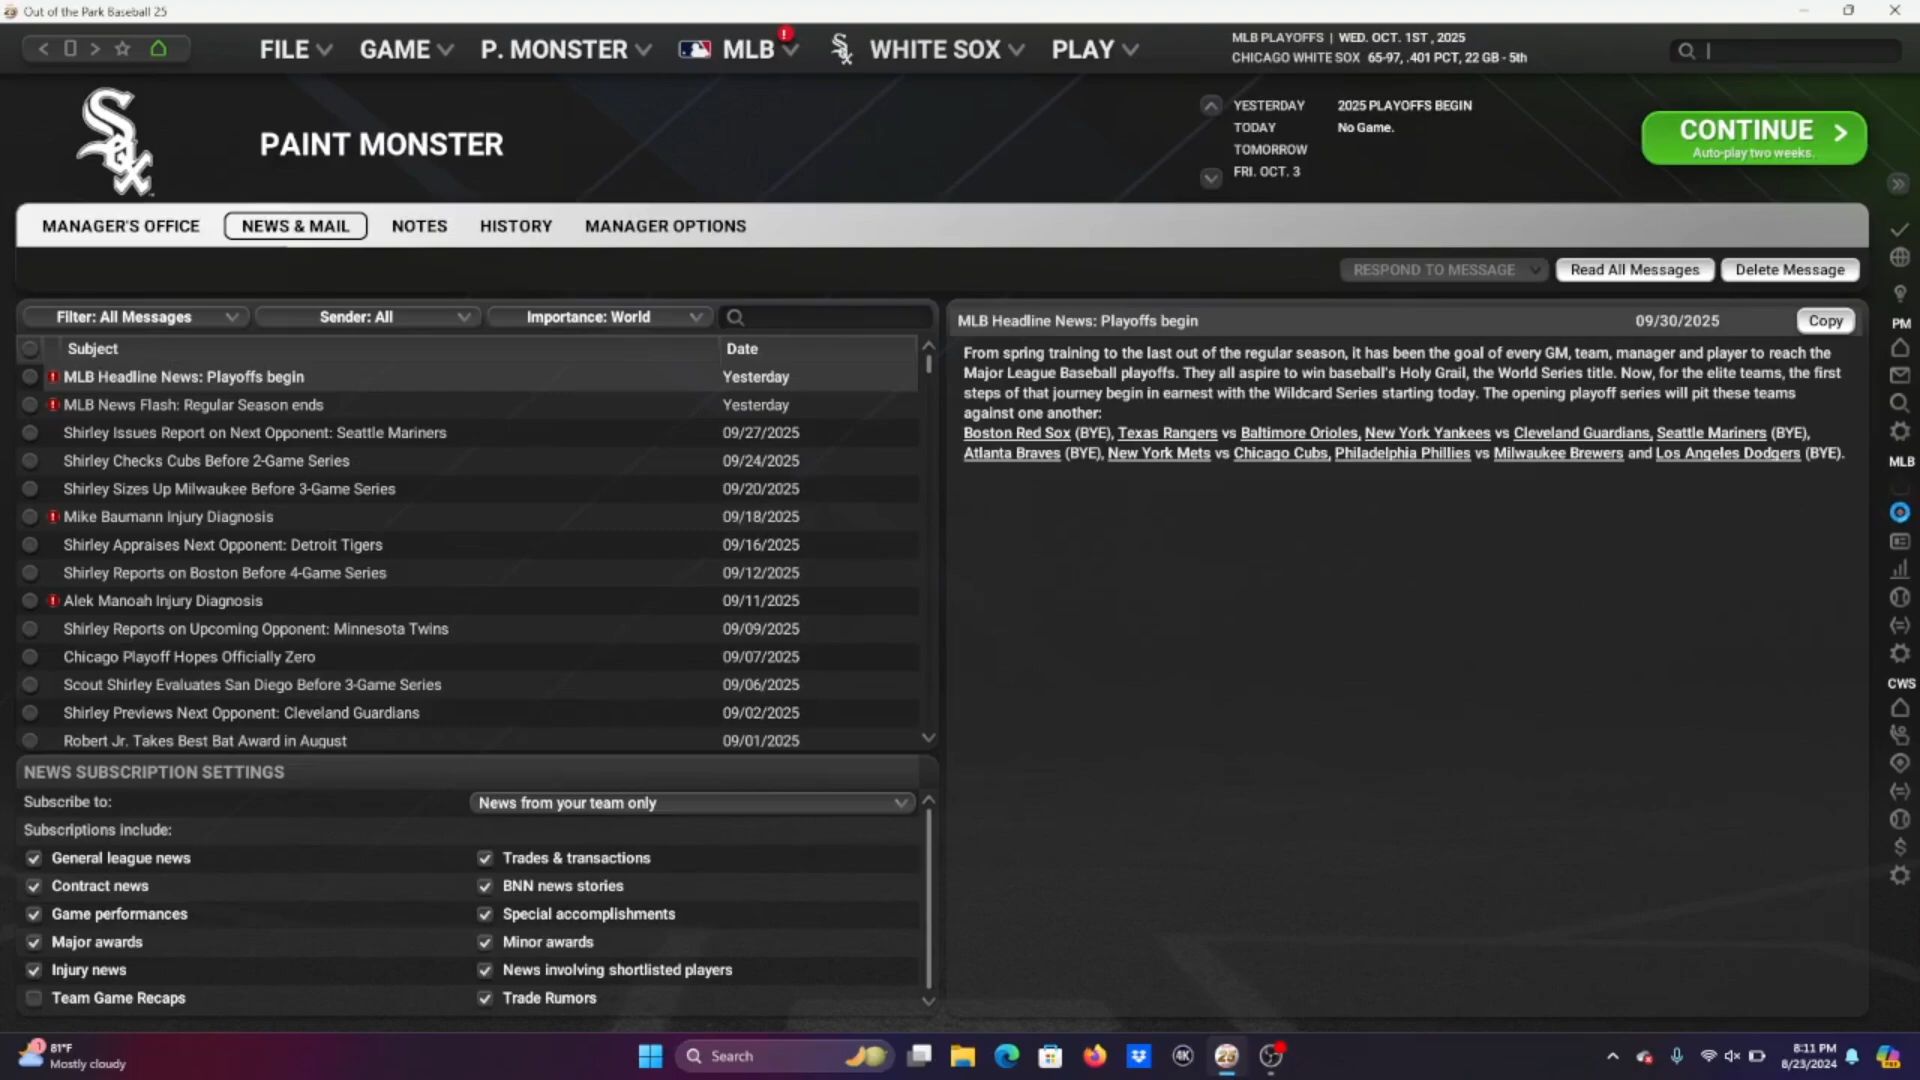 Out of the Park Baseball 25
FILE GAME P. MONSTER MLB WHITE SOX PLAY
MLB PLAYOFFS | WED. OCT. 1ST , 2025
CHICAGO WHITE SOX 65-97, .401 PCT, 22 GB - 5th
PAINT MONSTER
YESTERDAY 2025 PLAYOFFS BEGIN
TODAY No Game.
TOMORROW
FRI. OCT. 3
CONTINUE
Auto-play two weeks.
MANAGER'S OFFICE NEWS & MAIL NOTES HISTORY MANAGER OPTIONS
RESPOND TO MESSAGE Read All Messages Delete Message
Filter: All Messages Sender: All Importance: World
Subject Date
MLB Headline News: Playoffs begin Yesterday
MLB News Flash: Regular Season ends Yesterday
Shirley Issues Report on Next Opponent: Seattle Mariners 09/27/2025
Shirley Checks Cubs Before 2-Game Series 09/24/2025
Shirley Sizes Up Milwaukee Before 3-Game Series 09/20/2025
Mike Baumann Injury Diagnosis 09/18/2025
Shirley Appraises Next Opponent: Detroit Tigers 09/16/2025
Shirley Reports on Boston Before 4-Game Series 09/12/2025
Alek Manoah Injury Diagnosis 09/11/2025
Shirley Reports on Upcoming Opponent: Minnesota Twins 09/09/2025
Chicago Playoff Hopes Officially Zero 09/07/2025
Scout Shirley Evaluates San Diego Before 3-Game Series 09/06/2025
Shirley Previews Next Opponent: Cleveland Guardians 09/02/2025
Robert Jr. Takes Best Bat Award in August 09/01/2025
NEWS SUBSCRIPTION SETTINGS
Subscribe to: News from your team only
Subscriptions include:
General league news Trades & transactions
Contract news BNN news stories
Game performances Special accomplishments
Major awards Minor awards
Injury news News involving shortlisted players
Team Game Recaps Trade Rumors
MLB Headline News: Playoffs begin 09/30/2025 Copy
From spring training to the last out of the regular season, it has been the goal of every GM, team, manager and player to reach the
Major League Baseball playoffs. They all aspire to win baseball's Holy Grail, the World Series title. Now, for the elite teams, the first
steps of that journey begin in earnest with the Wildcard Series starting today. The opening playoff series will pit these teams
against one another:
Boston Red Sox (BYE), Texas Rangers vs Baltimore Orioles, New York Yankees vs Cleveland Guardians, Seattle Mariners (BYE),
Atlanta Braves (BYE), New York Mets vs Chicago Cubs, Philadelphia Phillies vs Milwaukee Brewers and Los Angeles Dodgers (BYE).
PM
MLB
CWS
81°F
Mostly cloudy
Search
4K
25
8:11 PM
8/23/2024